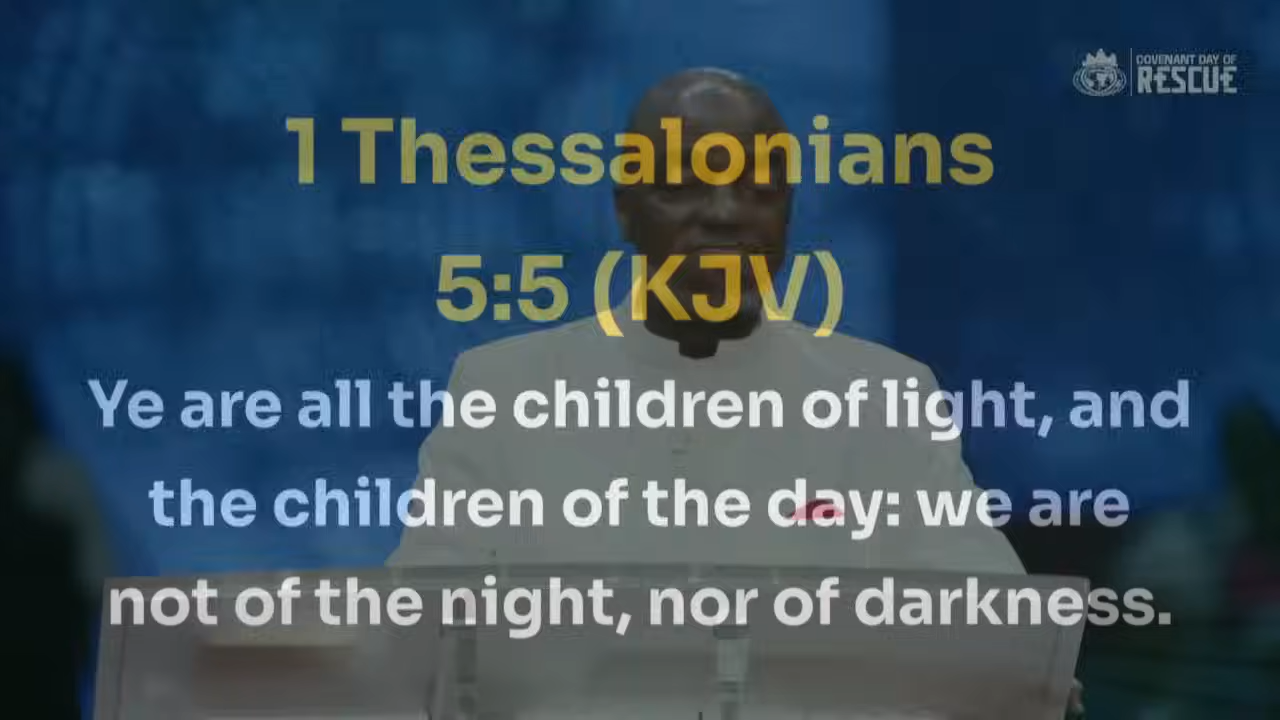 COVENANT DAY OF
RESCUE
1 Thessalonians
5:5 (KJV)
Ye are all the children of light, and
the children of the day: we are
not of the night, nor of darkness.